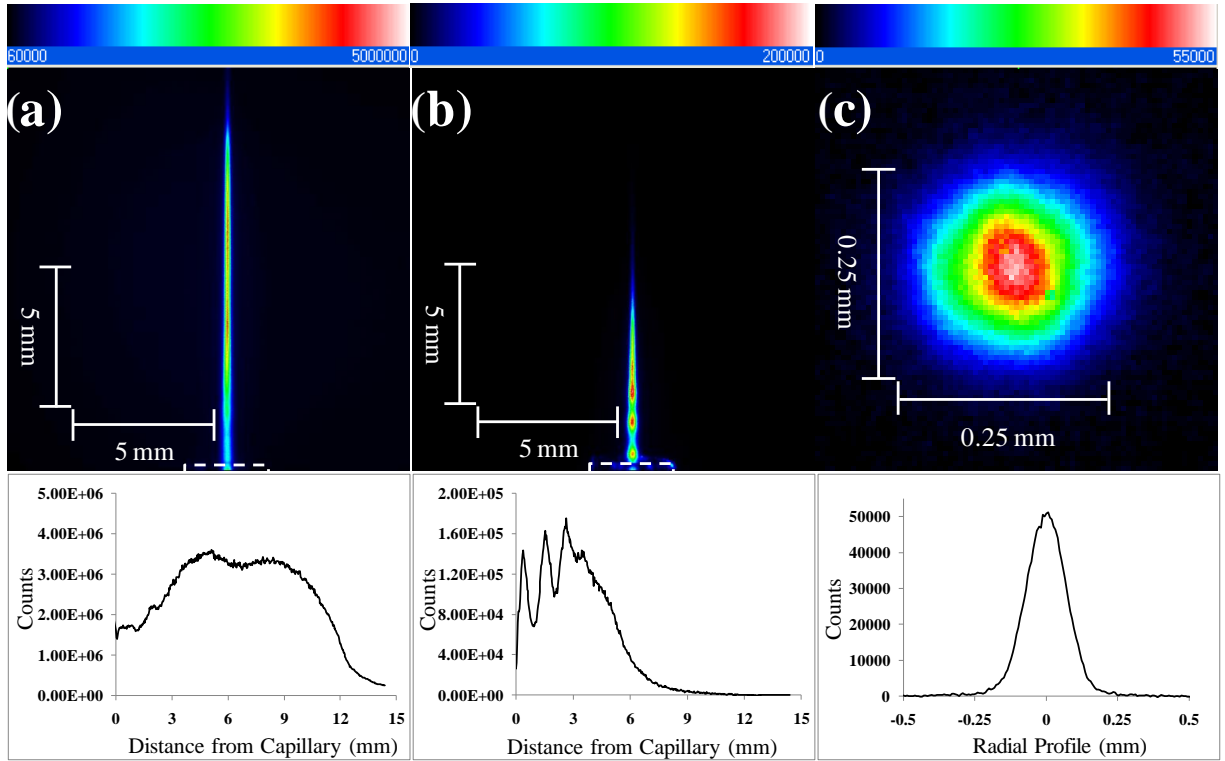 60000 5000000
0 200000
0 55000
(a)
(b)
(c)
5 mm
5 mm
5 mm
5 mm
0.25 mm
0.25 mm
5.00E+06
4.00E+06
3.00E+06
2.00E+06
1.00E+06
0.00E+00
Counts
0 3 6 9 12 15
Distance from Capillary (mm)
2.00E+05
1.60E+05
1.20E+05
8.00E+04
4.00E+04
0.00E+00
Counts
0 3 6 9 12 15
Distance from Capillary (mm)
50000
40000
30000
20000
10000
0
Counts
-0.5 -0.25 0 0.25 0.5
Radial Profile (mm)